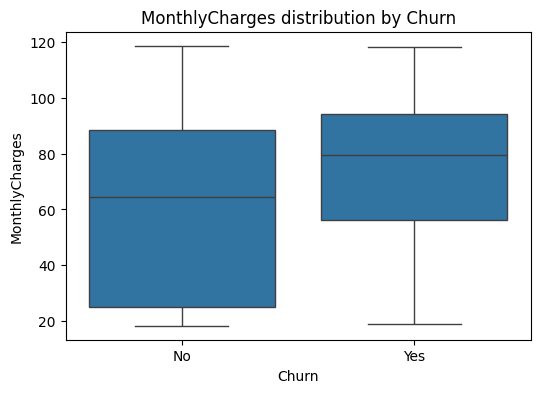 MonthlyCharges distribution by Churn
120
100
80
60
40
20
MonthlyCharges
No
Yes
Churn